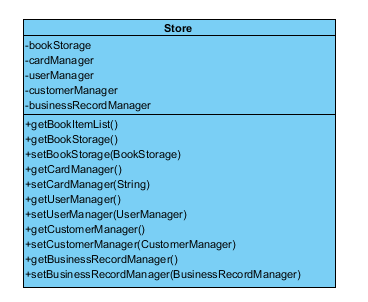 Store
-bookStorage
-cardManager
-userManager
-customerManager
-businessRecordManager
+getBookItemList()
+getBookStorage()
+setBookStorage(BookStorage)
+getCardManager()
+setCardManager(String)
+getUserManager()
+setUserManager(UserManager)
+getCustomerManager()
+setCustomerManager(CustomerManager)
+getBusinessRecordManager()
+setBusinessRecordManager(BusinessRecordManager)